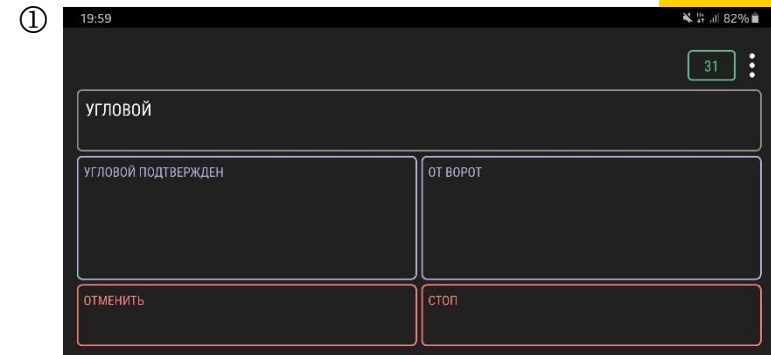 ①
19:59
82%
31
УГЛОВОЙ
УГЛОВОЙ ПОДТВЕРЖДЕН
ОТ ВОРОТ
ОТМЕНИТЬ
СТОП